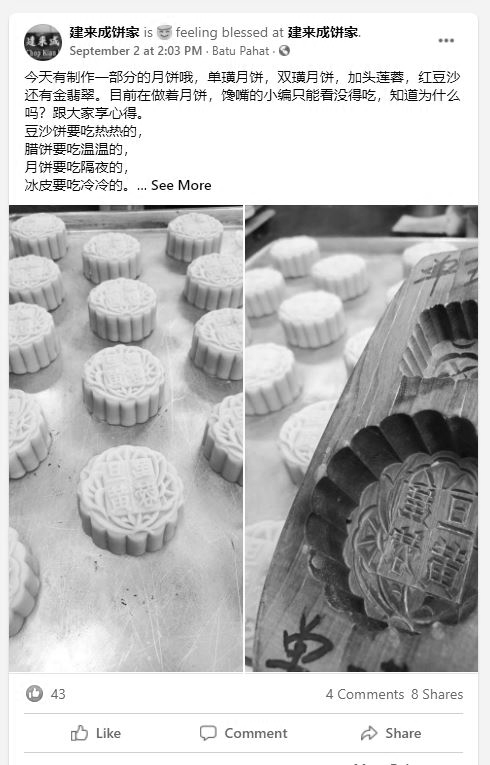 建来成
Chop Kian
建来成饼家 is feeling blessed at 建来成饼家.
September 2 at 2:03 PM · Batu Pahat ·
今天有制作一部分的月饼哦，单璜月饼，双璜月饼，加头莲蓉，红豆沙
还有金翡翠。目前在做着月饼，馋嘴的小编只能看没得吃，知道为什么
吗？跟大家享心得。
豆沙饼要吃热热的，
腊饼要吃温温的，
月饼要吃隔夜的，
冰皮要吃冷冷的。... See More
43
4 Comments 8 Shares
Like
Comment
Share